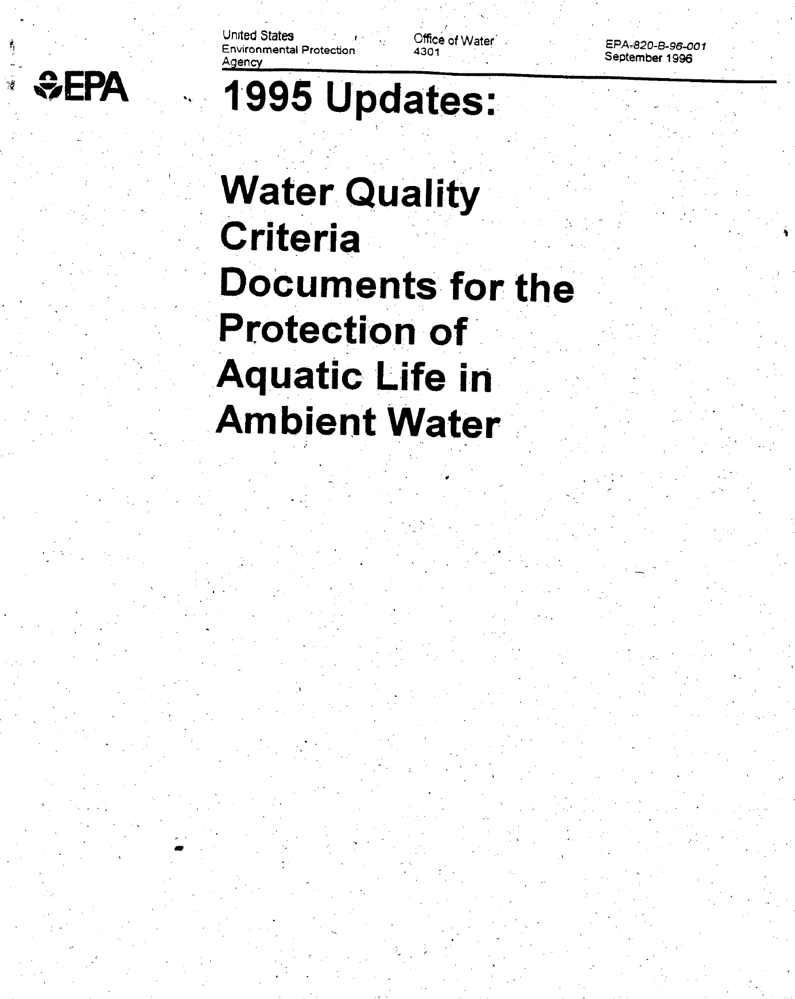 United States
Environmental Protection
Agency
Office of Water
4301
EPA-820-B-96-001
September 1996
EPA
1995 Updates:
Water Quality
Criteria
Documents for the
Protection of
Aquatic Life in
Ambient Water